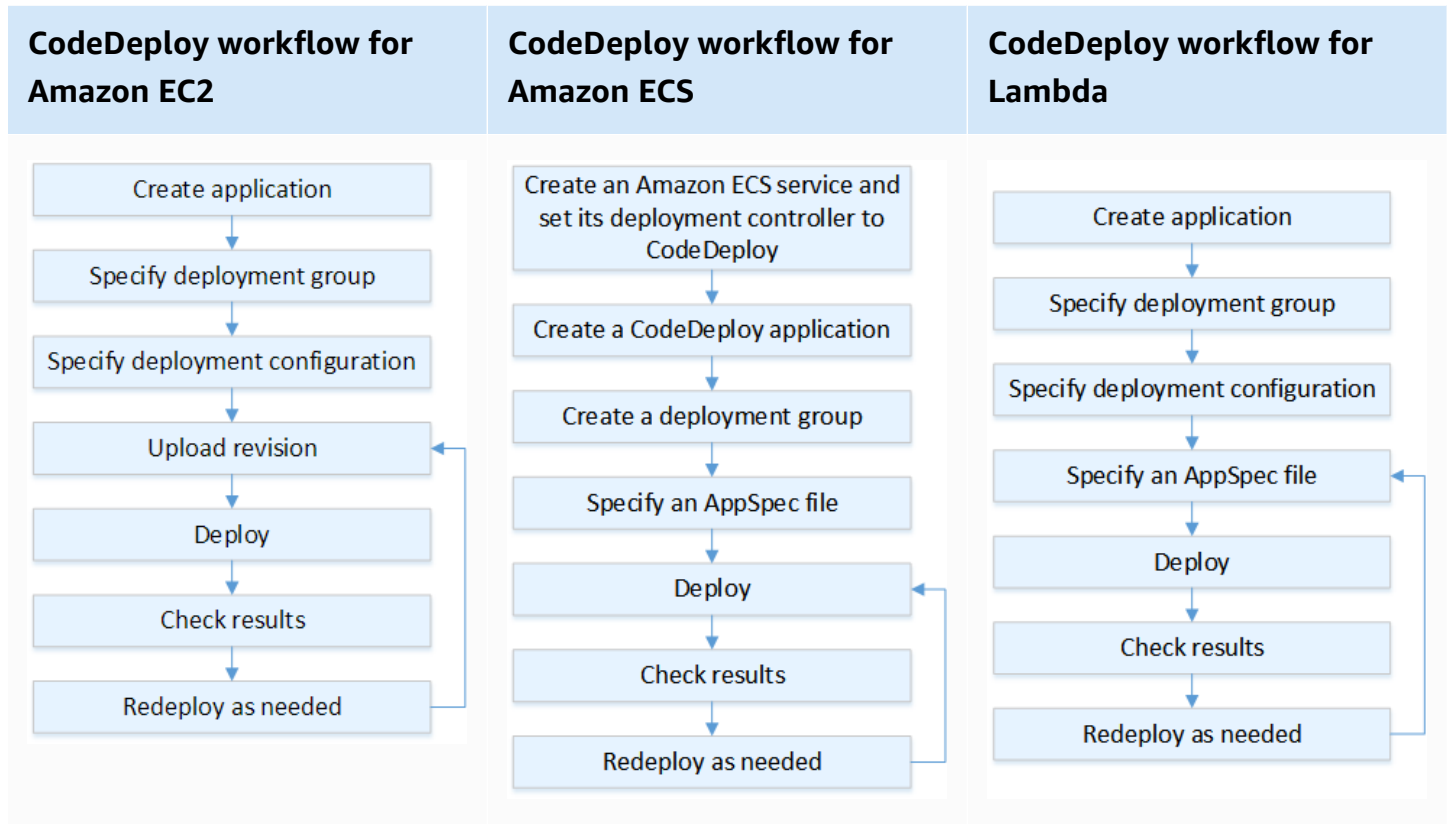 CodeDeploy workflow for
Amazon EC2
Create application
Specify deployment group
Specify deployment configuration
Upload revision
Deploy
Check results
Redeploy as needed
CodeDeploy workflow for
Amazon ECS
Create an Amazon ECS service and
set its deployment controller to
CodeDeploy
Create a CodeDeploy application
Create a deployment group
Specify an AppSpec file
Deploy
Check results
Redeploy as needed
CodeDeploy workflow for
Lambda
Create application
Specify deployment group
Specify deployment configuration
Specify an AppSpec file
Deploy
Check results
Redeploy as needed